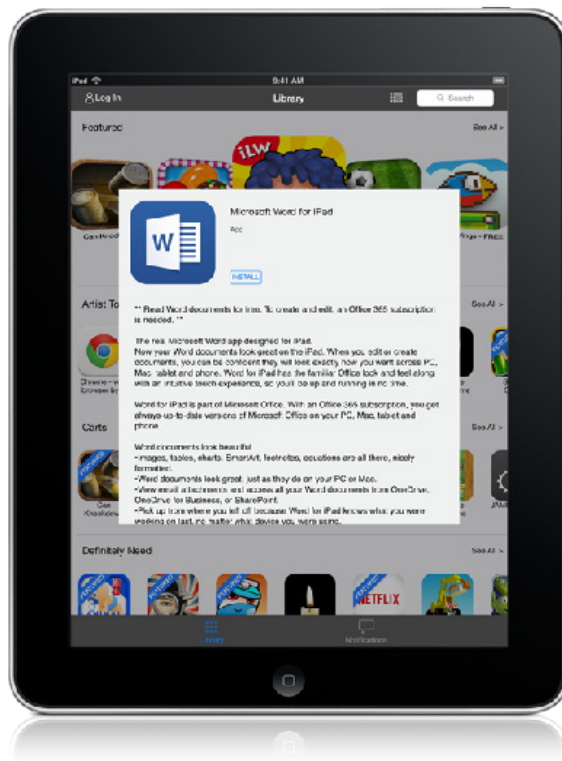 iPad 9:41 AM
Log In Library Search
Featured See All >
iLW
W
Microsoft Word for iPad
App
INSTALL
** Read Word documents for free. To create and edit, an Office 365 subscription
is needed. **
The real Microsoft Word app designed for iPad.
Now your Word documents look great on the iPad. When you edit or create
documents, you can be confident they will look exactly how you want across PC,
Mac, tablet and phone. Word for iPad has the familiar Office look and feel along
with an intuitive touch experience, so you'll be up and running in no time.
Word for iPad is part of Microsoft Office. With an Office 365 subscription, you get
always-up-to-date versions of Microsoft Office on your PC, Mac, tablet and
phone.
Word documents look beautiful
•Images, tables, charts, SmartArt, footnotes, equations are all there, nicely
formatted.
•Word documents look great, just as they do on your PC or Mac.
•View email attachments and access all your Word documents from OneDrive,
OneDrive for Business, or SharePoint.
•Pick up from where you left off because Word for iPad knows what you were
working on last, no matter what device you were using.
Artist See All >
Chrome
Carts See All >
Can
Knockdown
Definitely Need See All >
FEATURED
FEATURED
FEATURED
NETFLIX
Library Notifications